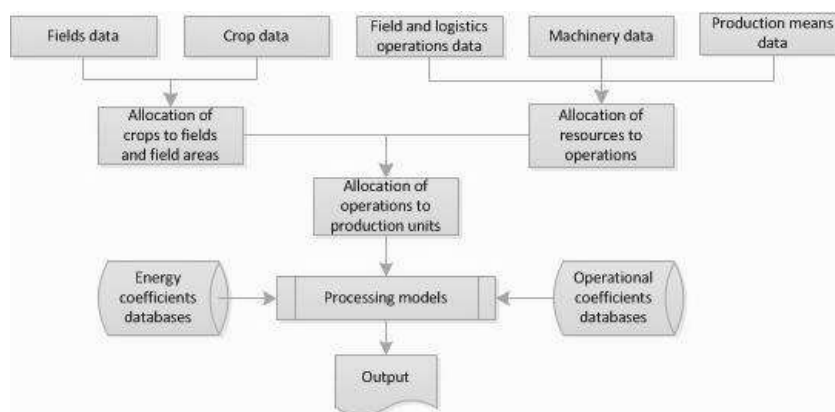 Fields data
Crop data
Field and logistics
operations data
Machinery data
Production means
data
Allocation of
crops to fields
and field areas
Allocation of
resources to
operations
Allocation of
operations to
production units
Energy
coefficients
databases
Processing models
Operational
coefficients
databases
Output